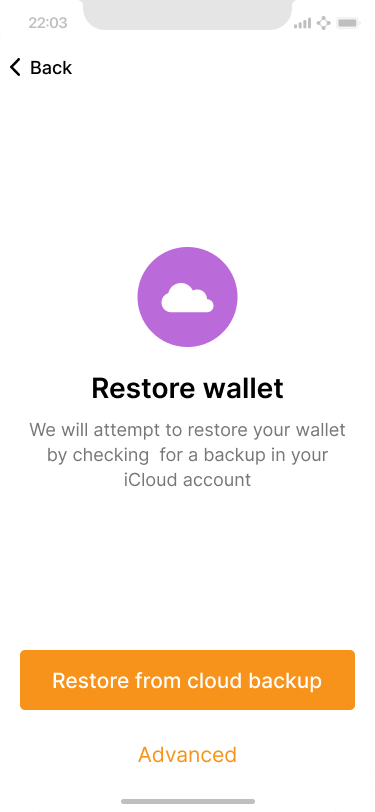 22:03
Back
Restore wallet
We will attempt to restore your wallet
by checking  for a backup in your
iCloud account
Restore from cloud backup
Advanced